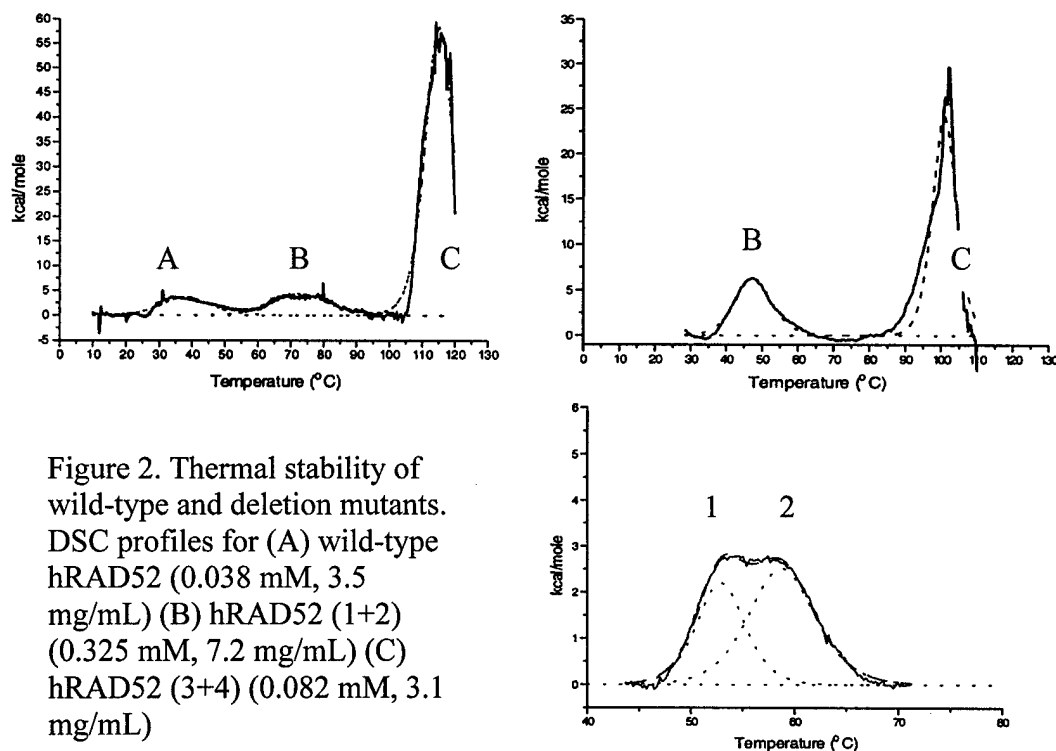 60
55
50
45
40
35
30
25
20
15
10
5
0
-5
kcal/mole
A
B
C
0 10 20 30 40 50 60 70 80 90 100 110 120 130
Temperature (°C)
35
30
25
20
15
10
5
0
kcal/mole
B
C
0 10 20 30 40 50 60 70 80 90 100 110 120 130
Temperature (°C)
Figure 2. Thermal stability of
wild-type and deletion mutants.
DSC profiles for (A) wild-type
hRAD52 (0.038 mM, 3.5
mg/mL) (B) hRAD52 (1+2)
(0.325 mM, 7.2 mg/mL) (C)
hRAD52 (3+4) (0.082 mM, 3.1
mg/mL)
6
5
4
3
2
1
0
kcal/mole
1 2
40 50 60 70 80
Temperature (°C)